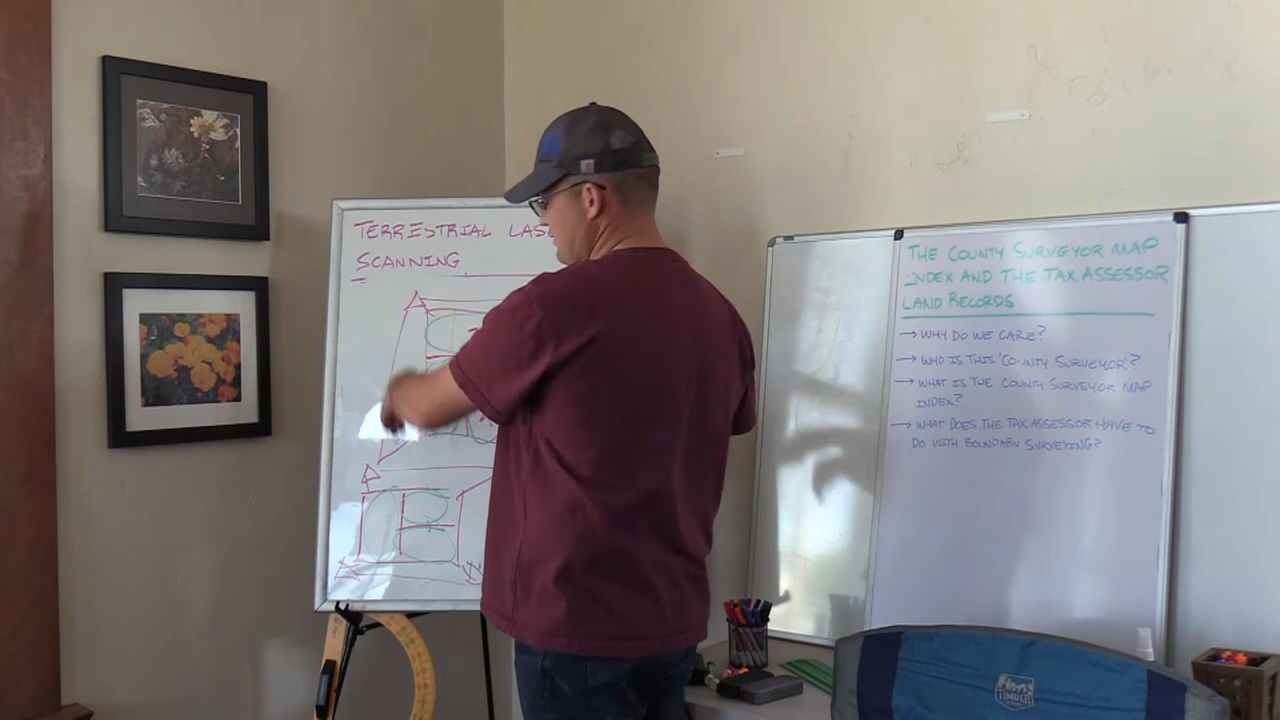 TERRESTRIAL LAS
SCANNING
THE COUNTY SURVEYOR MAP
INDEX AND THE TAX ASSESSOR
LAND RECORDS
→ WHY DO WE CARE?
→ WHO IS THIS "COUNTY SURVEYOR"?
→ WHAT IS THE COUNTY SURVEYOR MAP
INDEX?
→ WHAT DOES THE TAX ASSESSOR HAVE TO
DO WITH BOUNDARY SURVEYING?
TIMBER